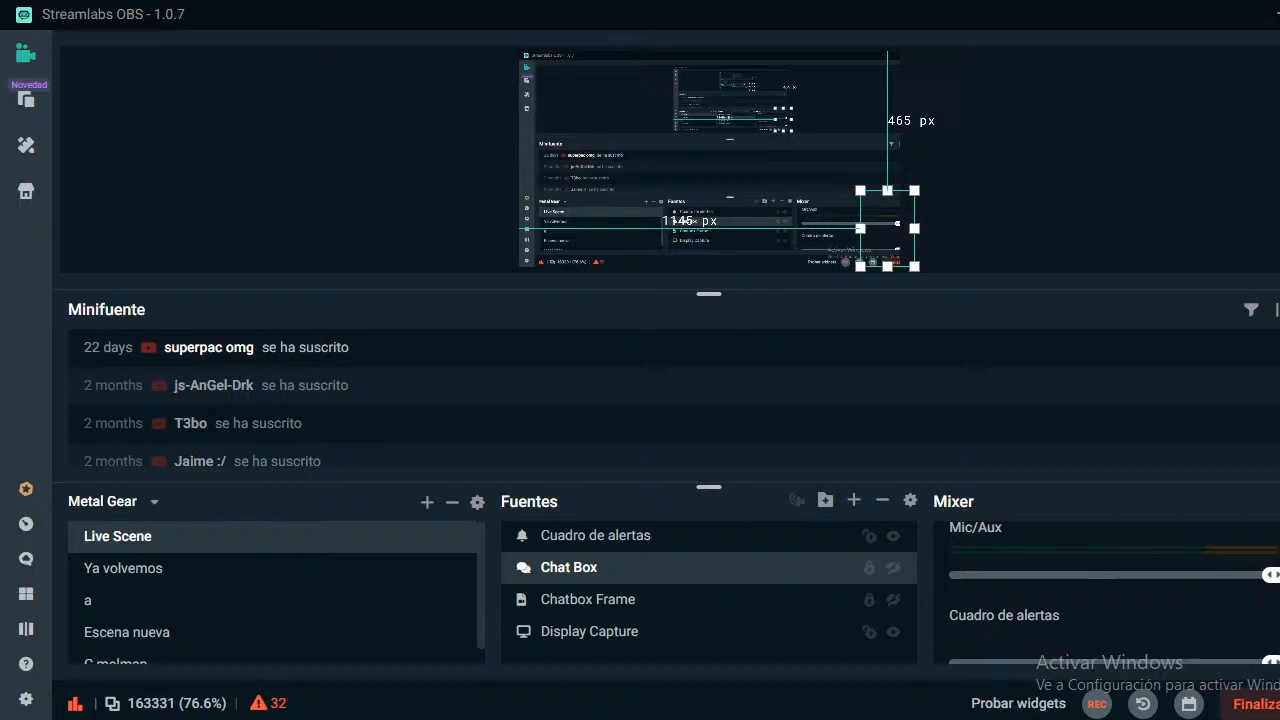 Streamlabs OBS - 1.0.7
Novedad
465 px
1145 px
Minifuente
22 days superpac omg se ha suscrito
2 months js-AnGel-Drk se ha suscrito
2 months T3bo se ha suscrito
2 months Jaime :/ se ha suscrito
Metal Gear
Live Scene
Ya volvemos
a
Escena nueva
Fuentes
Cuadro de alertas
Chat Box
Chatbox Frame
Display Capture
Mixer
Mic/Aux
Cuadro de alertas
Activar Windows
Ve a Configuración para activar Wind
163331 (76.6%) 32
Probar widgets
REC
Finaliza